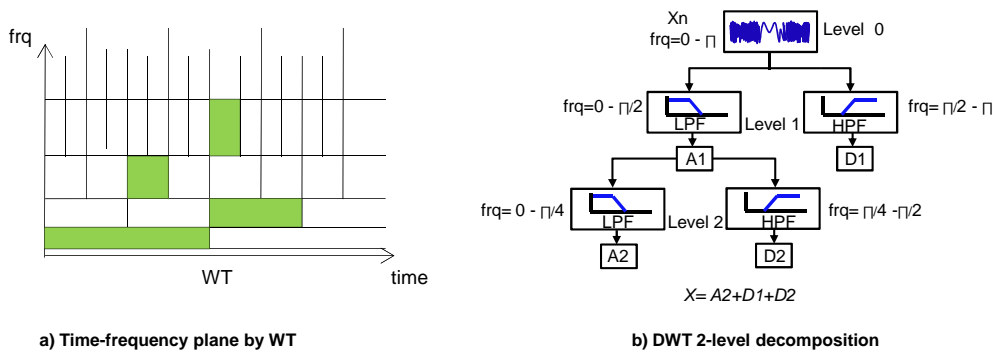 frq
WT
time
a) Time-frequency plane by WT
Xn
frq=0 - ∏
Level 0
frq=0 - ∏/2
LPF
Level 1
HPF
frq= ∏/2 - ∏
A1
D1
frq= 0 - ∏/4
LPF
Level 2
HPF
frq= ∏/4 -∏/2
A2
D2
X= A2+D1+D2
b) DWT 2-level decomposition